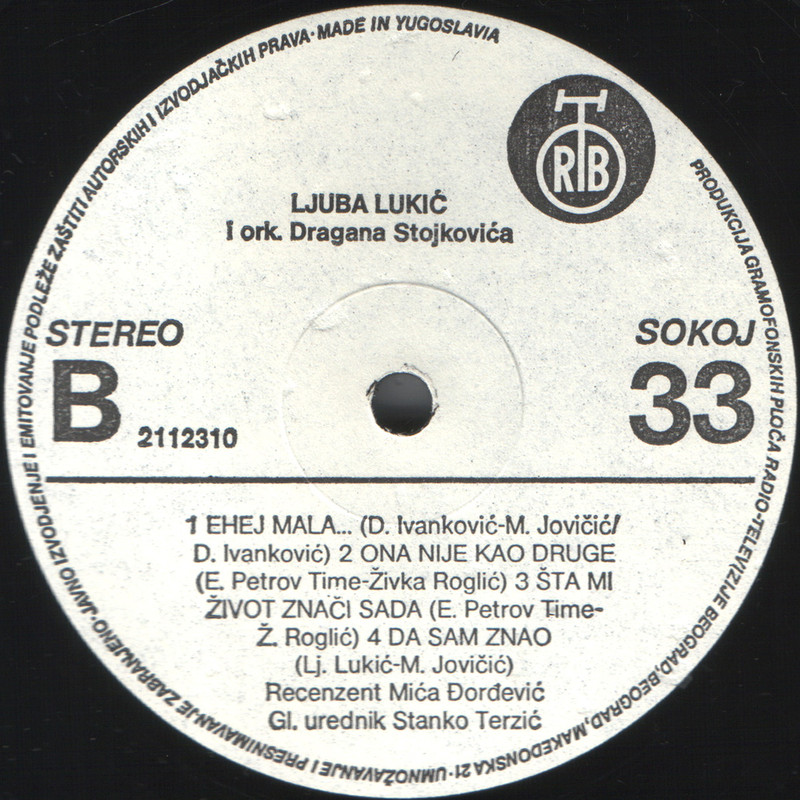 PRODUKCIJA GRAMOFONSKIH PLOČA RADIO-TELEVIZIJE BEOGRAD, BEOGRAD, MAKEDONSKA 21 · UMNOŽAVANJE I PRESNIMAVANJE ZABRANJENO · JAVNO IZVODJENJE I EMITOVANJE PODLEŽE ZAŠTITI AUTORSKIH I IZVODJAČKIH PRAVA · MADE IN YUGOSLAVIA
RTB
LJUBA LUKIĆ
I ork. Dragana Stojkovića
STEREO
SOKOJ
B
33
2112310
1 EHEJ MALA... (D. Ivanković-M. Jovičić/
D. Ivanković) 2 ONA NIJE KAO DRUGE
(E. Petrov Time-Živka Roglić) 3 ŠTA MI
ŽIVOT ZNAČI SADA (E. Petrov Time-
Ž. Roglić) 4 DA SAM ZNAO
(Lj. Lukić-M. Jovičić)
Recenzent Mića Đorđević
Gl. urednik Stanko Terzić